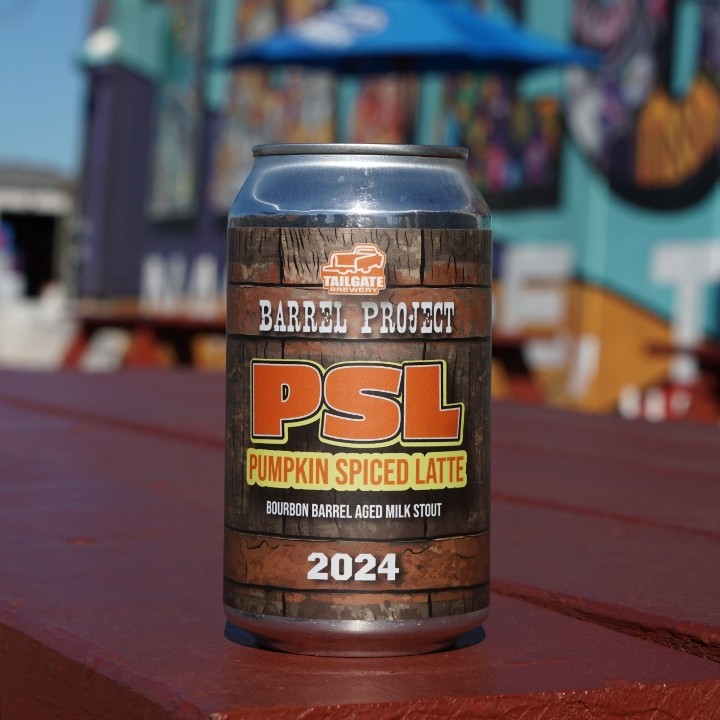 TAILGATE
BREWERY
BARREL PROJECT
PSL
PUMPKIN SPICED LATTE
BOURBON BARREL AGED MILK STOUT
2024